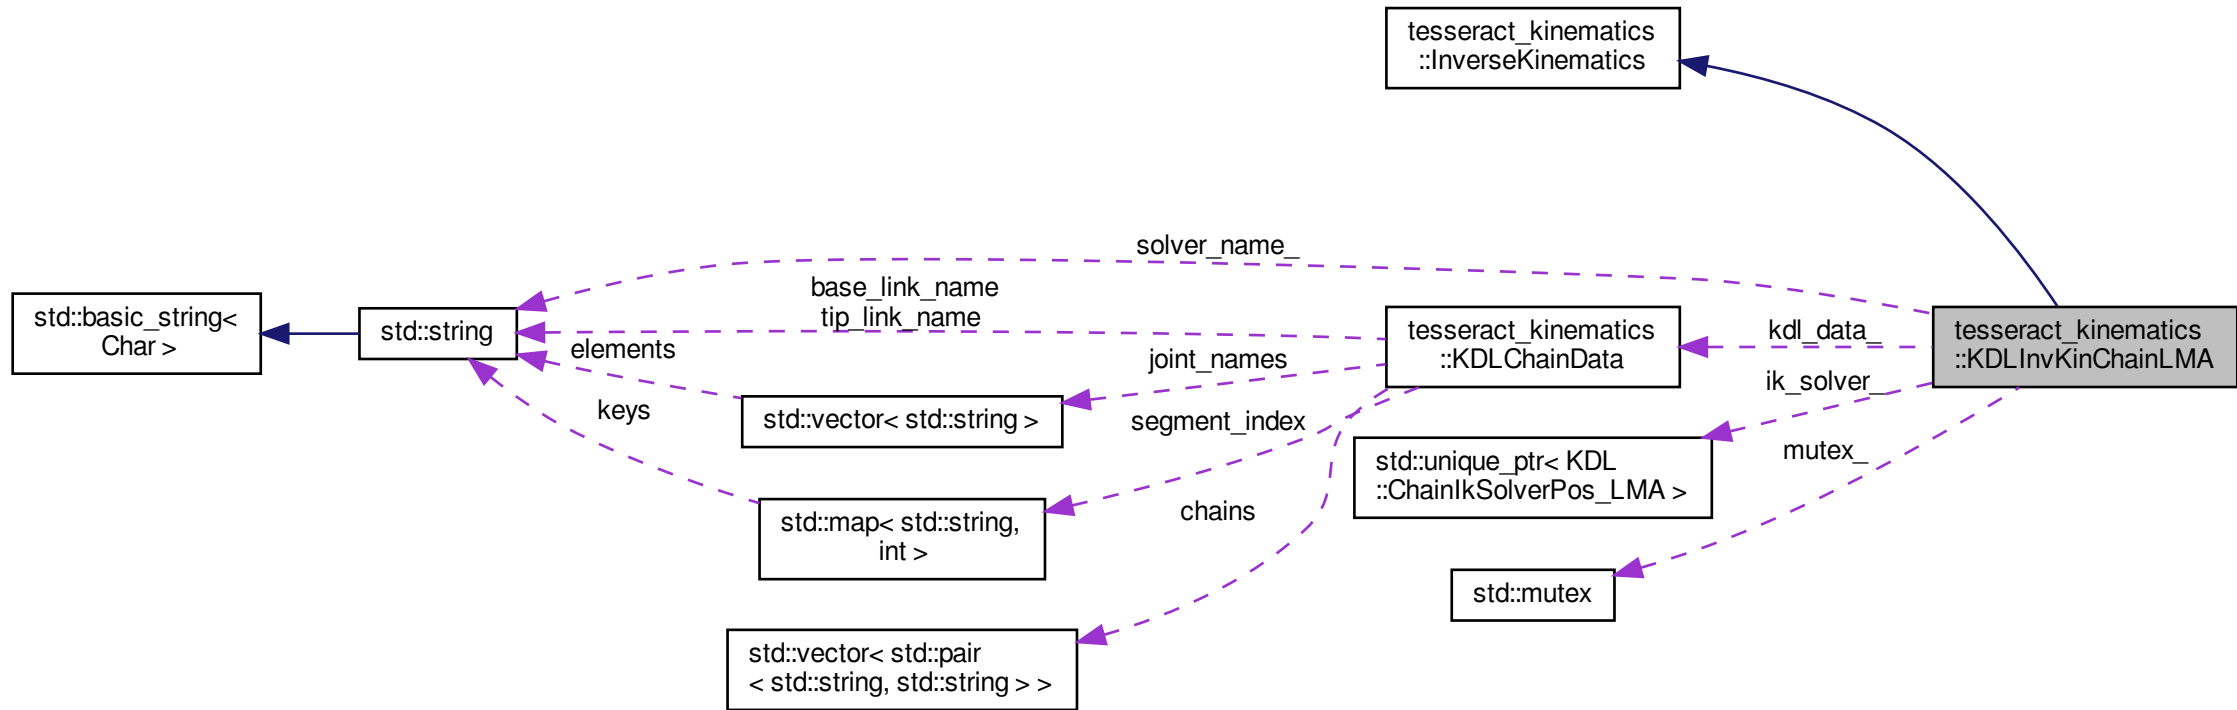 tesseract_kinematics
::InverseKinematics
solver_name_
base_link_name
tip_link_name
std::basic_string<
Char >
std::string
elements
keys
joint_names
segment_index
chains
tesseract_kinematics
::KDLChainData
kdl_data_
ik_solver_
mutex_
tesseract_kinematics
::KDLInvKinChainLMA
std::vector< std::string >
std::unique_ptr< KDL
::ChainIkSolverPos_LMA >
std::map< std::string,
int >
std::mutex
std::vector< std::pair
< std::string, std::string > >